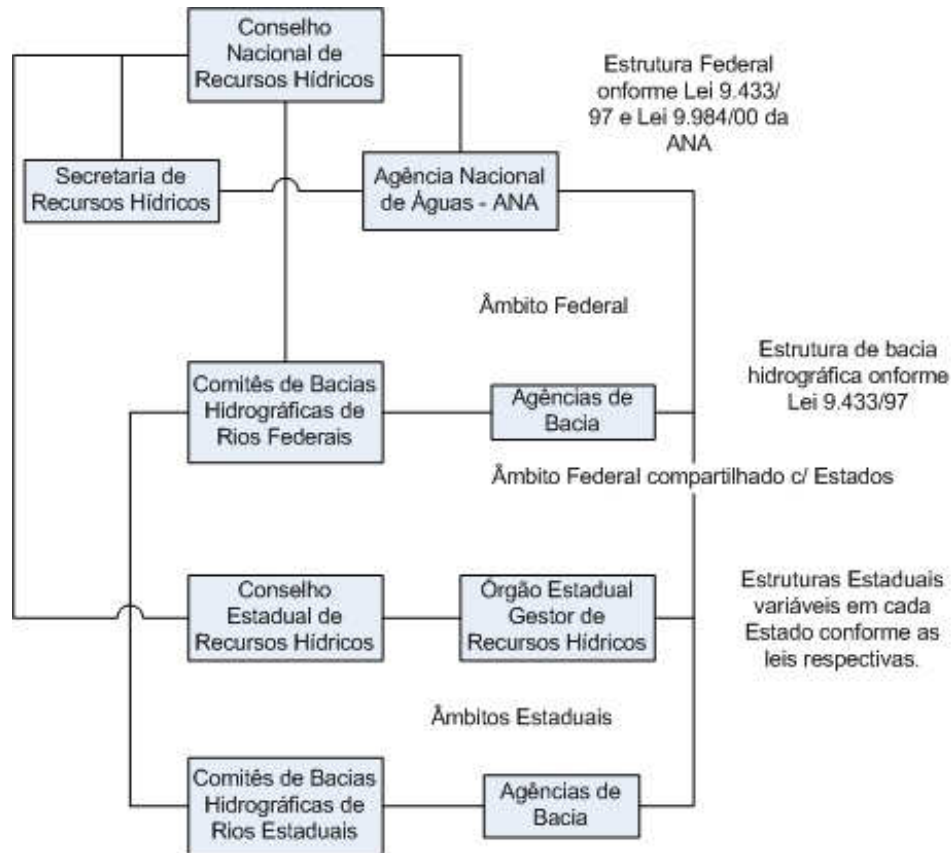 Conselho
Nacional de
Recursos Hídricos
Estrutura Federal
onforme Lei 9.433/
97 e Lei 9.984/00 da
ANA
Secretaria de
Recursos Hídricos
Agência Nacional
de Águas - ANA
Âmbito Federal
Estrutura de bacia
hidrográfica onforme
Lei 9.433/97
Comitês de Bacias
Hidrográficas de
Rios Federais
Agências de
Bacia
Âmbito Federal compartilhado c/ Estados
Conselho
Estadual de
Recursos Hídricos
Órgão Estadual
Gestor de
Recursos Hídricos
Estruturas Estaduais
variáveis em cada
Estado conforme as
leis respectivas.
Âmbitos Estaduais
Comitês de Bacias
Hidrográficas de
Rios Estaduais
Agências de
Bacia